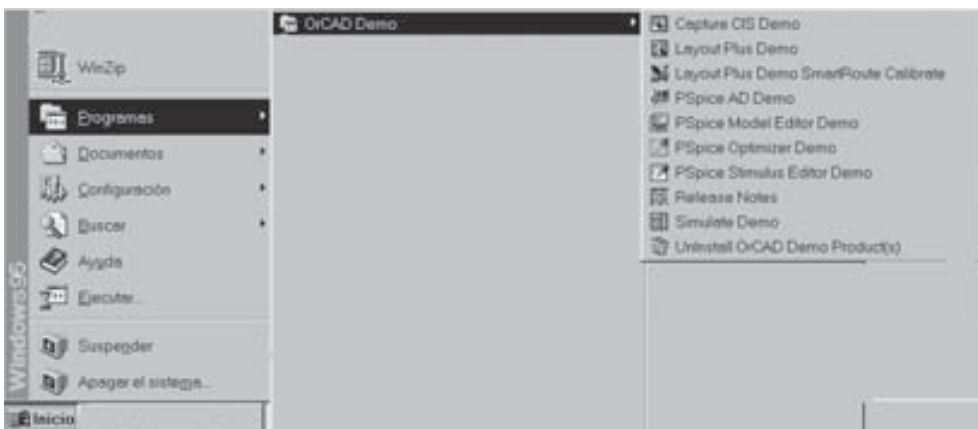 WinZip
Programas
Documentos
Configuración
Buscar
Ayuda
Ejecutar...
Suspender
Apagar el sistema...
Windows95
Inicio
OrCAD Demo
Capture CIS Demo
Layout Plus Demo
Layout Plus Demo SmartRoute Calibrate
PSpice AD Demo
PSpice Model Editor Demo
PSpice Optimizer Demo
PSpice Stimulus Editor Demo
Release Notes
Simulate Demo
Uninstall OrCAD Demo Product(s)